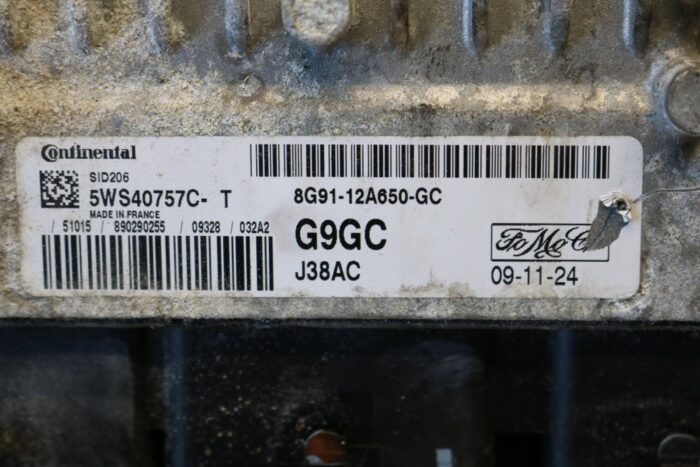 Continental
SID206
5WS40757C- T
MADE IN FRANCE
/ 51015 / 890290255 / 09328 / 032A2
8G91-12A650-GC
G9GC
J38AC
FoMoCo
09-11-24